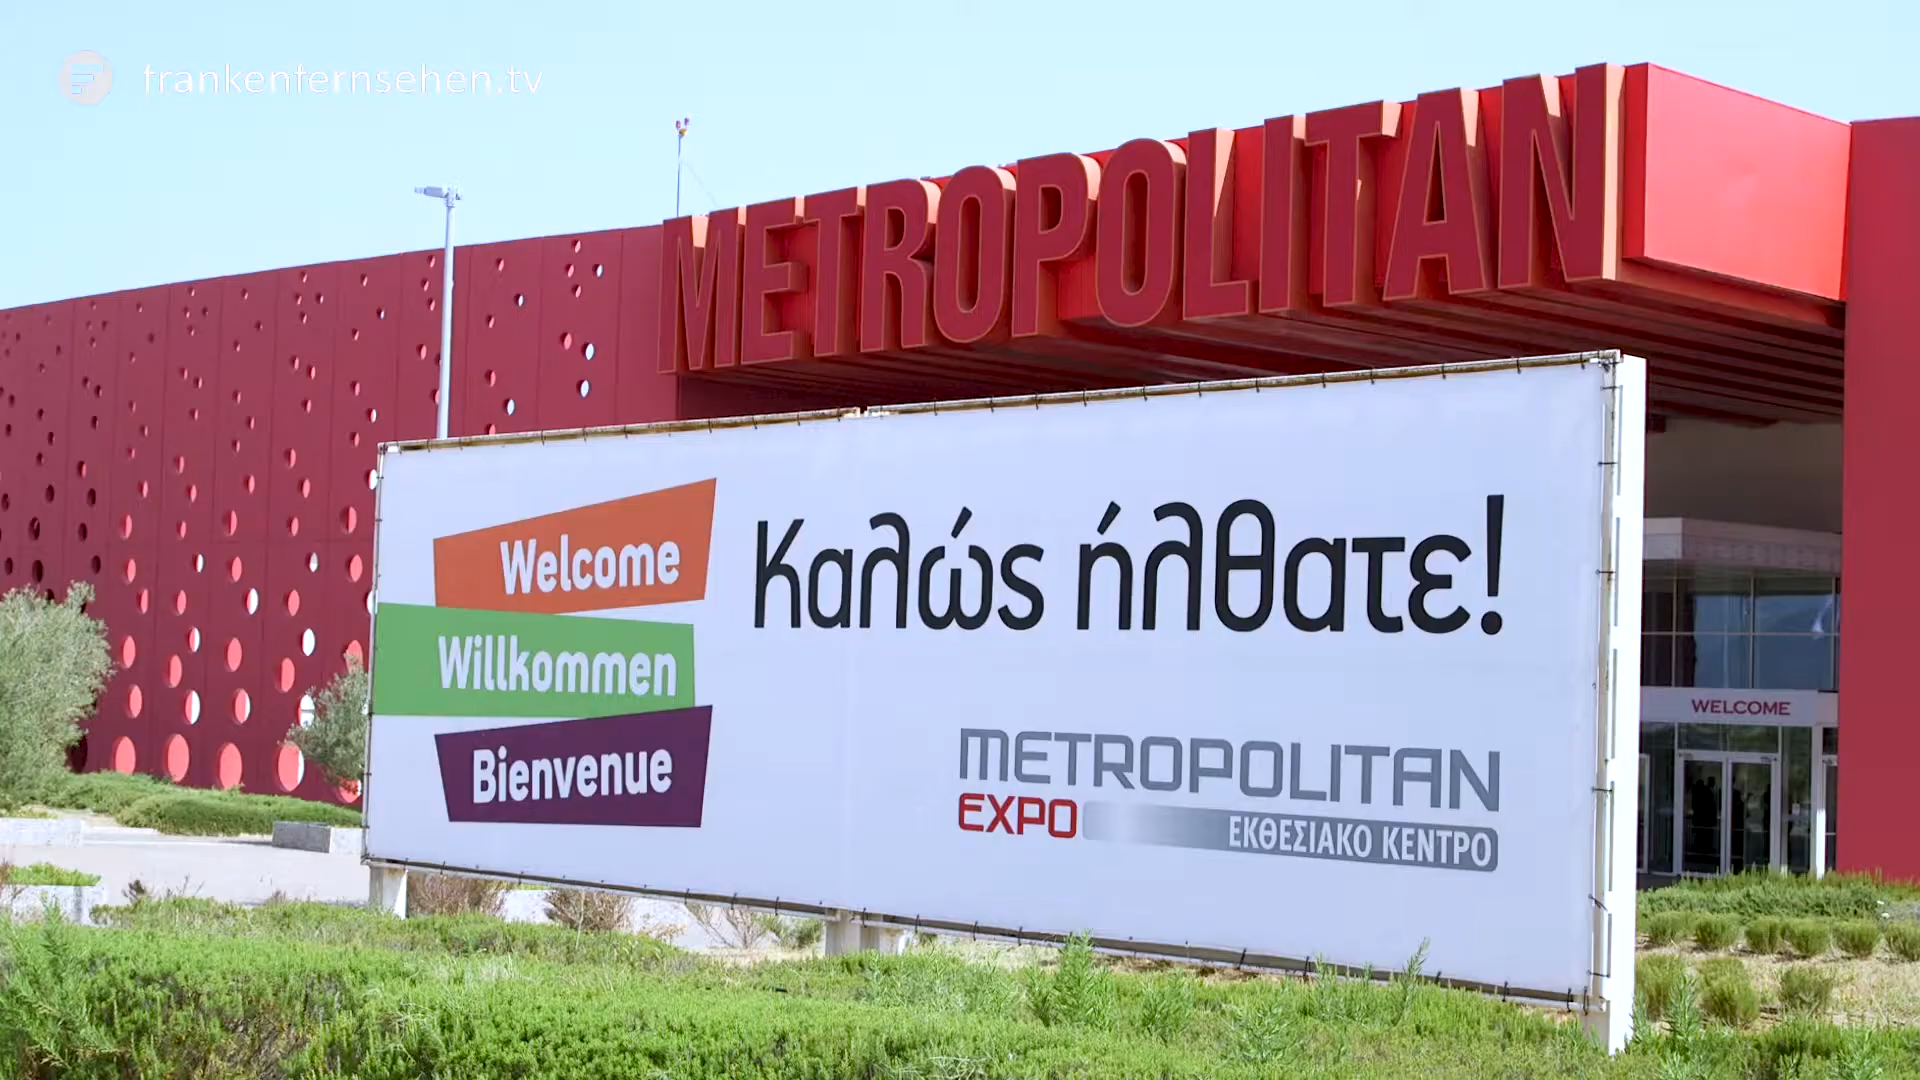 frankenfernsehen.tv
METROPOLITAN
Welcome
Willkommen
Bienvenue
Καλώς ήλθατε!
METROPOLITAN
EXPO
ΕΚΘΕΣΙΑΚΟ ΚΕΝΤΡΟ
WELCOME